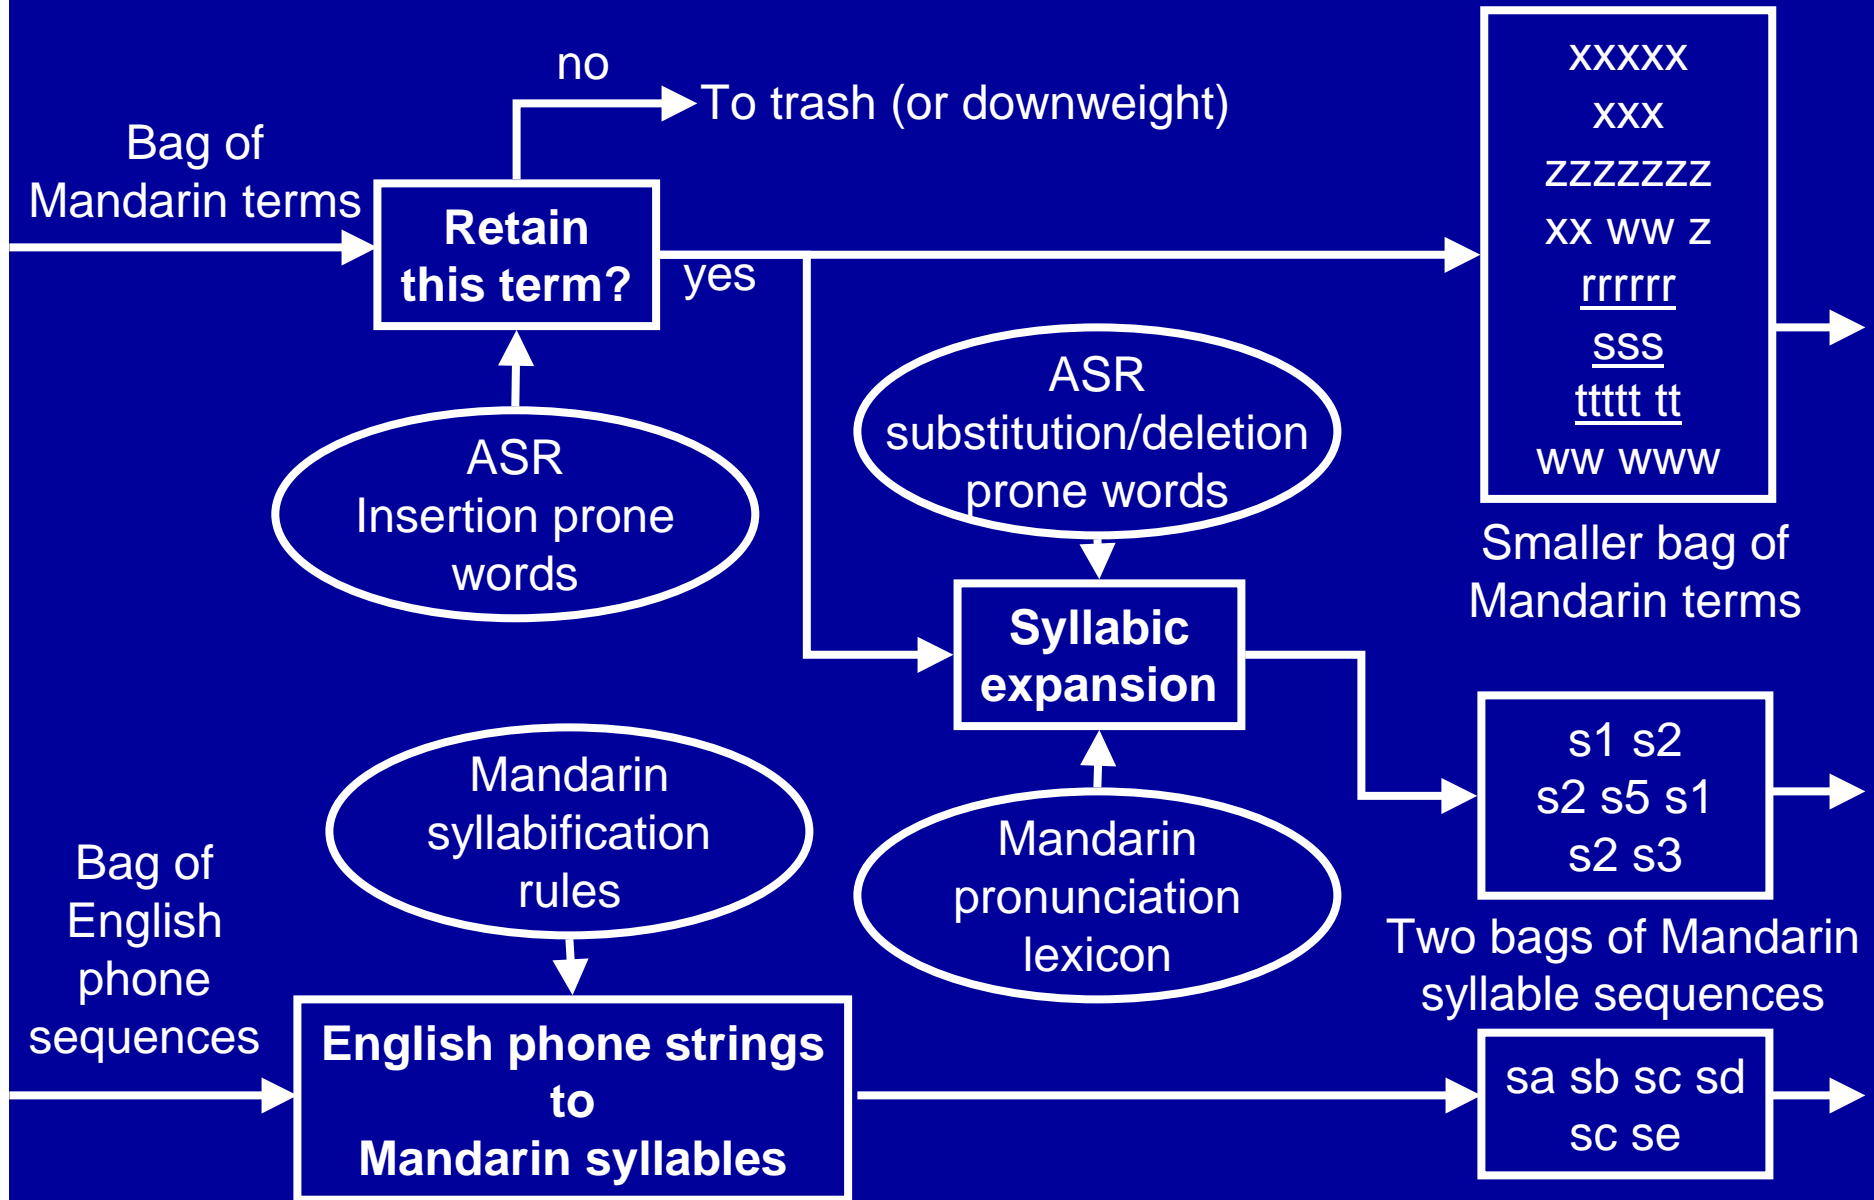 no
To trash (or downweight)
Bag of
Mandarin terms
Retain
this term?
yes
ASR
Insertion prone
words
ASR
substitution/deletion
prone words
xxxxx
xxx
zzzzzzz
xx ww z
rrrrrr
sss
ttttt tt
ww www
Smaller bag of
Mandarin terms
Syllabic
expansion
Mandarin
syllabification
rules
Mandarin
pronunciation
lexicon
s1 s2
s2 s5 s1
s2 s3
Two bags of Mandarin
syllable sequences
Bag of
English
phone
sequences
English phone strings
to
Mandarin syllables
sa sb sc sd
sc se